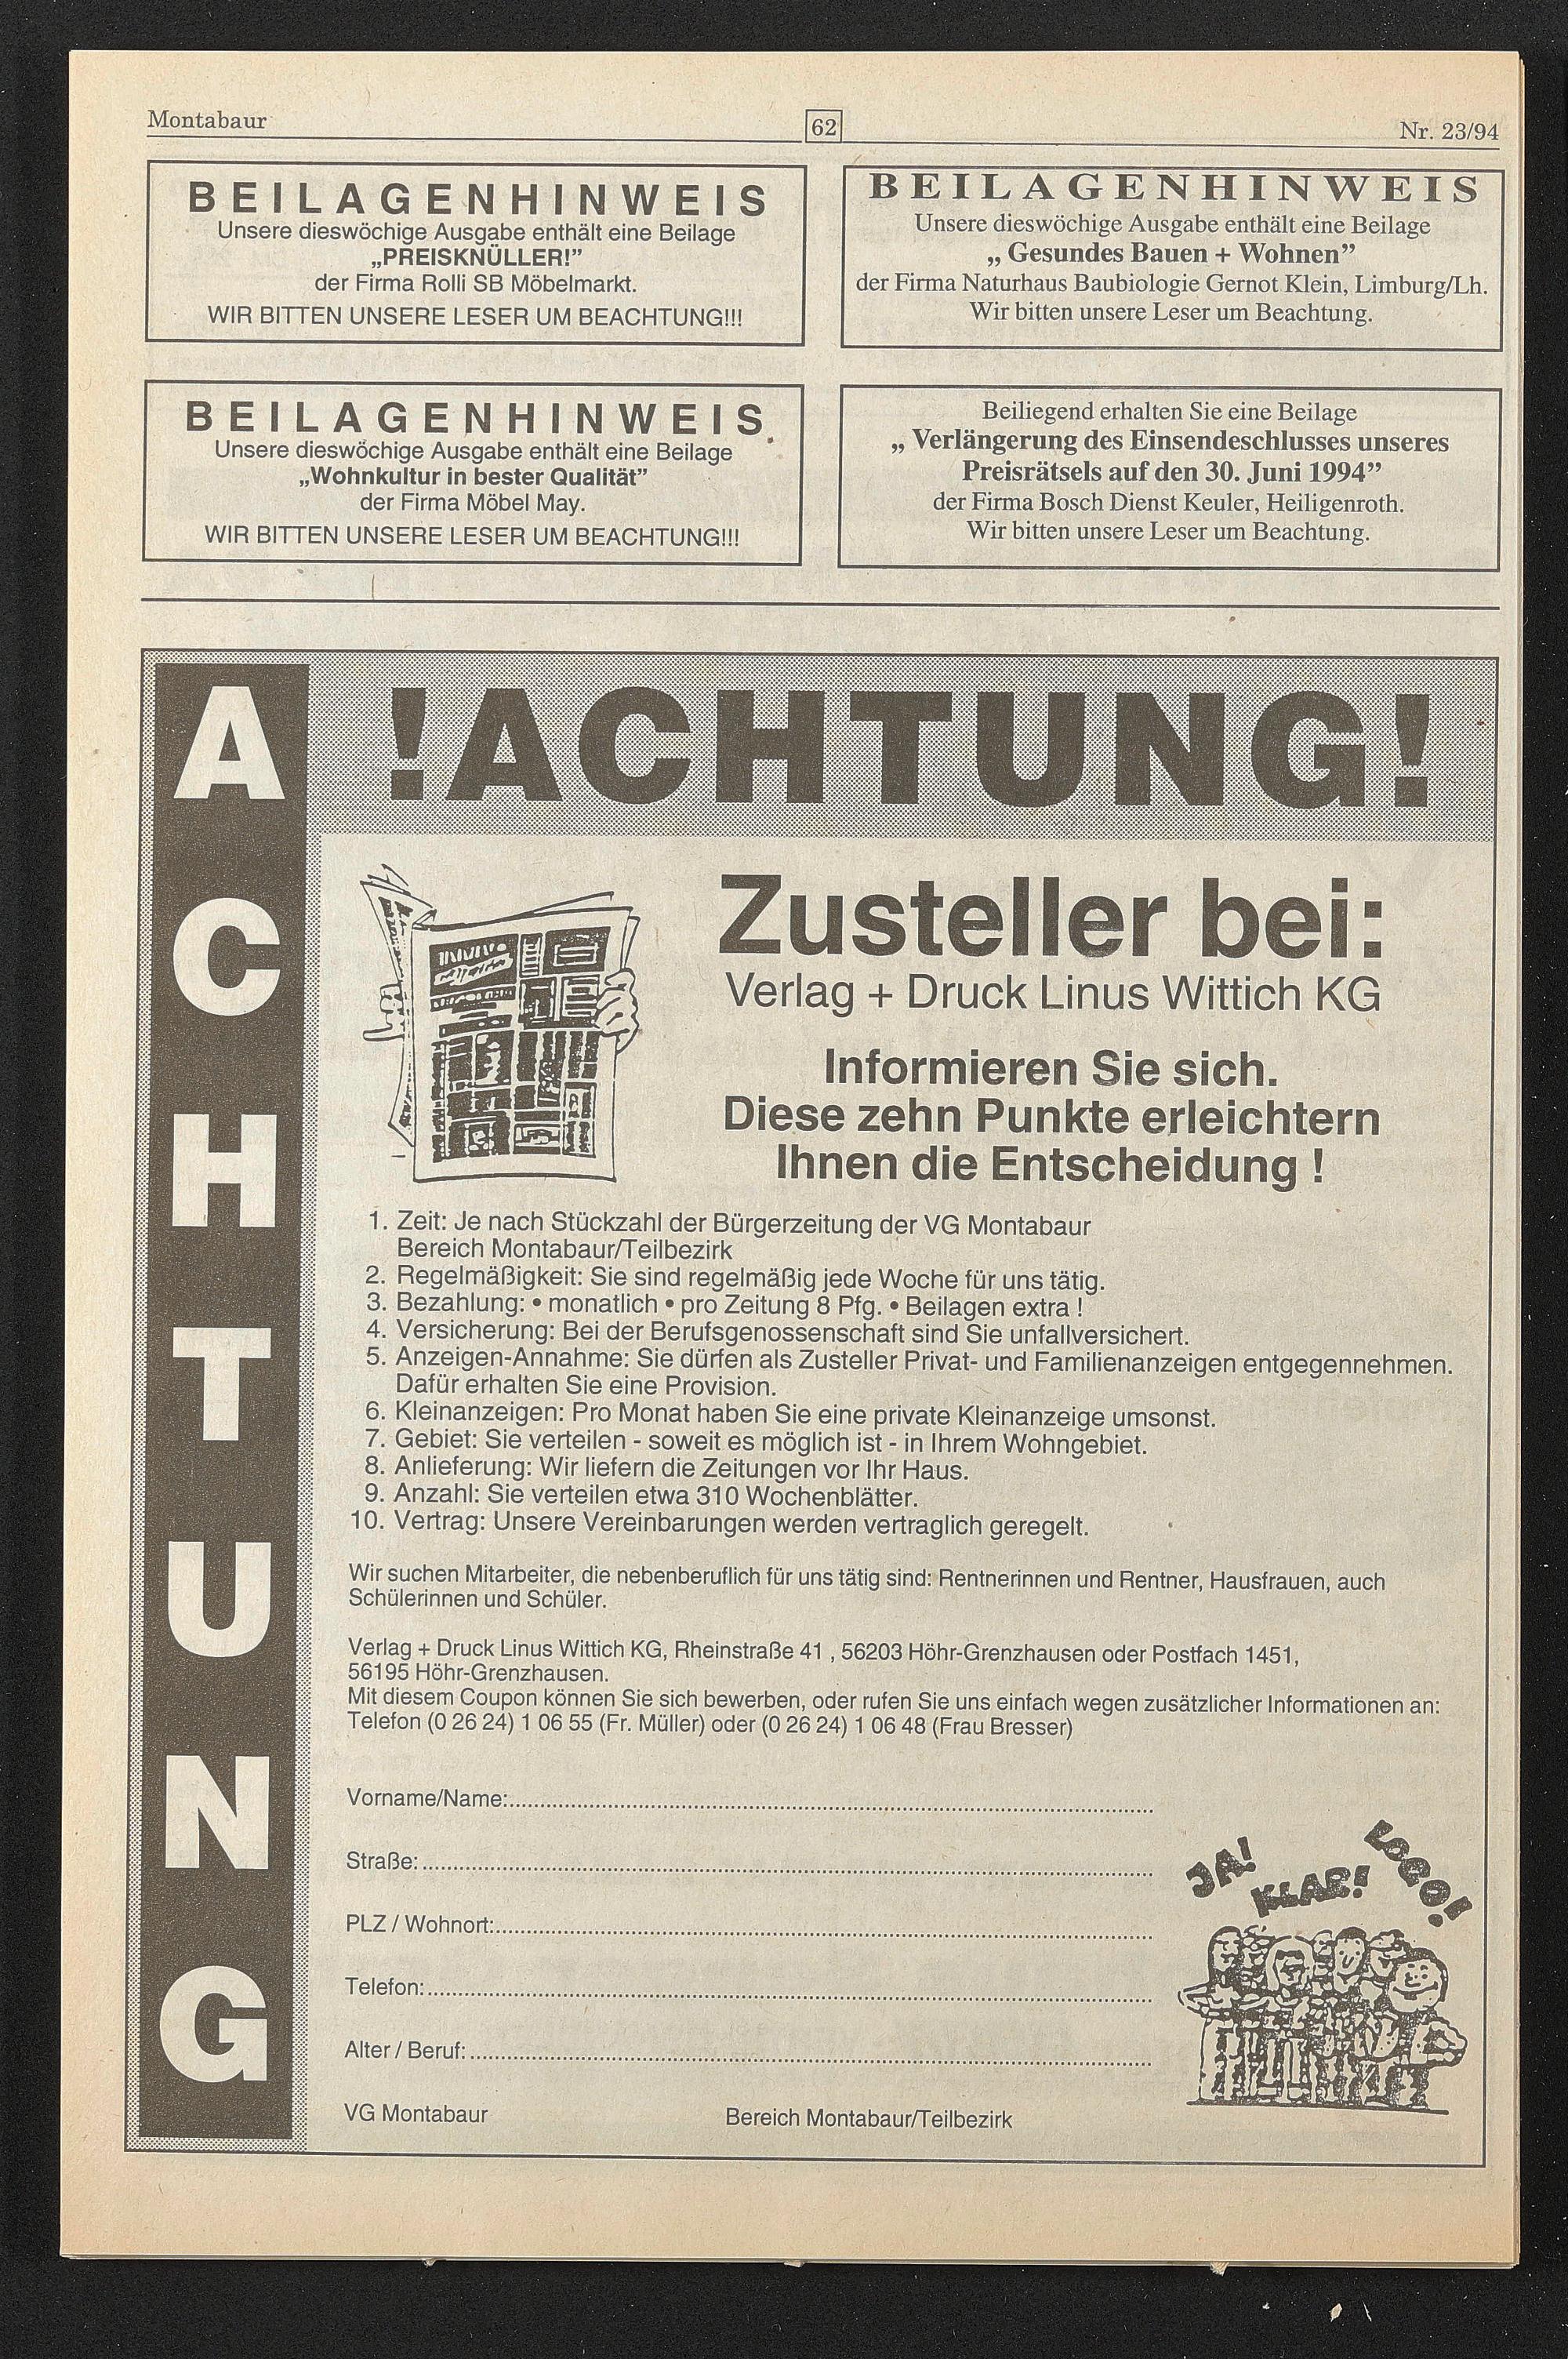 Montabaur
62
Nr. 23/94
BEILAGENHINWEIS
Unsere dieswöchige Ausgabe enthält eine Beilage
„PREISKNÜLLER!”
der Firma Rolli SB Möbelmarkt.
WIR BITTEN UNSERE LESER UM BEACHTUNG!!!
BEILAGENHINWEIS
Unsere dieswöchige Ausgabe enthält eine Beilage
„ Gesundes Bauen + Wohnen”
der Firma Naturhaus Baubiologie Gernot Klein, Limburg/Lh.
Wir bitten unsere Leser um Beachtung.
BEILAGENHINWEIS
Unsere dieswöchige Ausgabe enthält eine Beilage
„Wohnkultur in bester Qualität”
der Firma Möbel May.
WIR BITTEN UNSERE LESER UM BEACHTUNG!!!
Beiliegend erhalten Sie eine Beilage
„ Verlängerung des Einsendeschlusses unseres
Preisrätsels auf den 30. Juni 1994”
der Firma Bosch Dienst Keuler, Heiligenroth.
Wir bitten unsere Leser um Beachtung.
ACHTUNG
!ACHTUNG!
Zusteller bei:
Verlag + Druck Linus Wittich KG
Informieren Sie sich.
Diese zehn Punkte erleichtern
Ihnen die Entscheidung !
1. Zeit: Je nach Stückzahl der Bürgerzeitung der VG Montabaur
Bereich Montabaur/Teilbezirk
2. Regelmäßigkeit: Sie sind regelmäßig jede Woche für uns tätig.
3. Bezahlung: • monatlich • pro Zeitung 8 Pfg. • Beilagen extra !
4. Versicherung: Bei der Berufsgenossenschaft sind Sie unfallversichert.
5. Anzeigen-Annahme: Sie dürfen als Zusteller Privat- und Familienanzeigen entgegennehmen.
Dafür erhalten Sie eine Provision.
6. Kleinanzeigen: Pro Monat haben Sie eine private Kleinanzeige umsonst.
7. Gebiet: Sie verteilen - soweit es möglich ist - in Ihrem Wohngebiet.
8. Anlieferung: Wir liefern die Zeitungen vor Ihr Haus.
9. Anzahl: Sie verteilen etwa 310 Wochenblätter.
10. Vertrag: Unsere Vereinbarungen werden vertraglich geregelt.
Wir suchen Mitarbeiter, die nebenberuflich für uns tätig sind: Rentnerinnen und Rentner, Hausfrauen, auch
Schülerinnen und Schüler.
Verlag + Druck Linus Wittich KG, Rheinstraße 41 , 56203 Höhr-Grenzhausen oder Postfach 1451,
56195 Höhr-Grenzhausen.
Mit diesem Coupon können Sie sich bewerben, oder rufen Sie uns einfach wegen zusätzlicher Informationen an:
Telefon (0 26 24) 1 06 55 (Fr. Müller) oder (0 26 24) 1 06 48 (Frau Bresser)
Vorname/Name:
Straße:
PLZ / Wohnort:
Telefon:
Alter / Beruf:
JA!
KLAR!
LOGO!
VG Montabaur
Bereich Montabaur/Teilbezirk